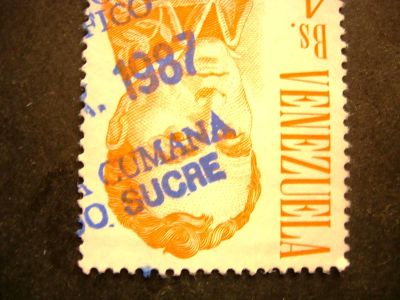 FICO
. 1987
CUMANA
O. SUCRE
Bs.
VENEZUELA